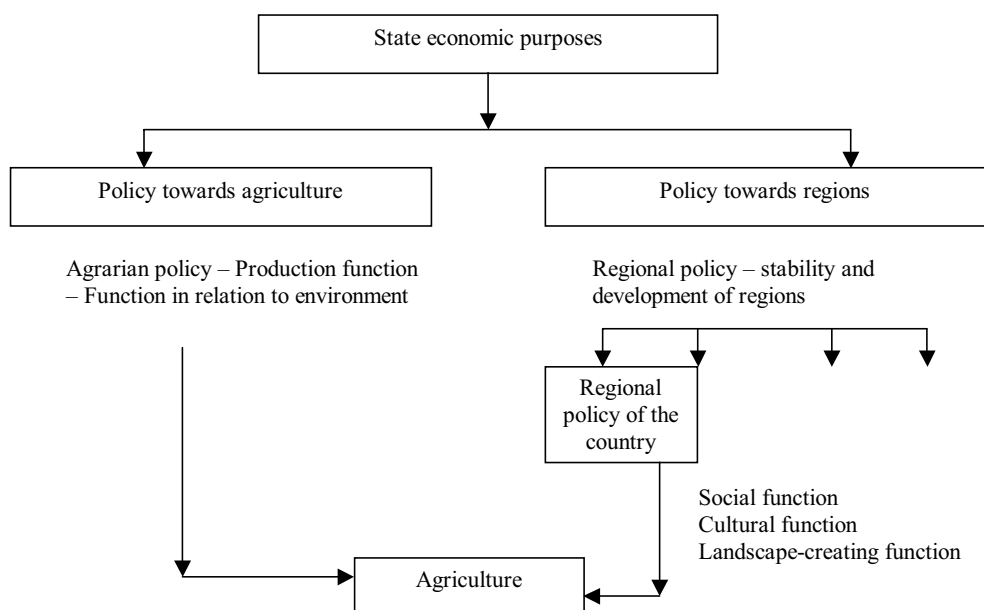 State economic purposes
Policy towards agriculture
Policy towards regions
Agrarian policy – Production function
– Function in relation to environment
Regional policy – stability and
development of regions
Regional
policy of the
country
Social function
Cultural function
Landscape-creating function
Agriculture